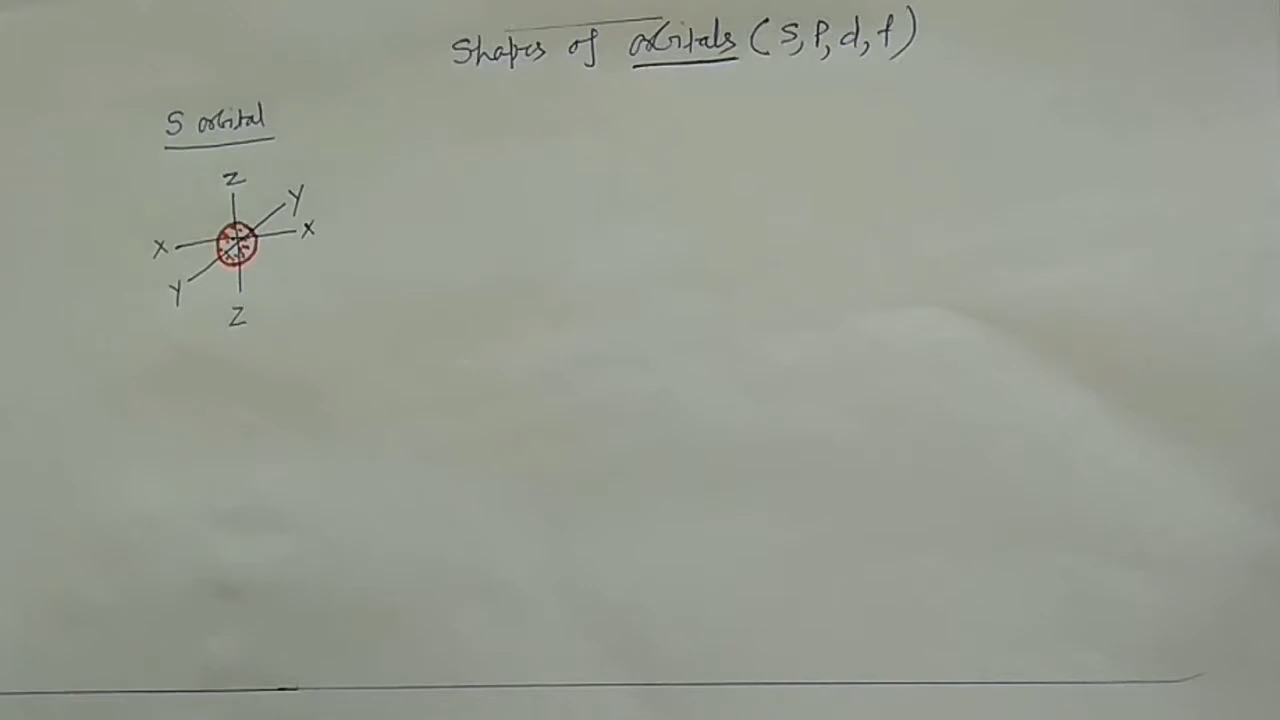 Shapes of orbitals (S, P, d, f)
S orbital
Z
Y
X
X
Y
Z